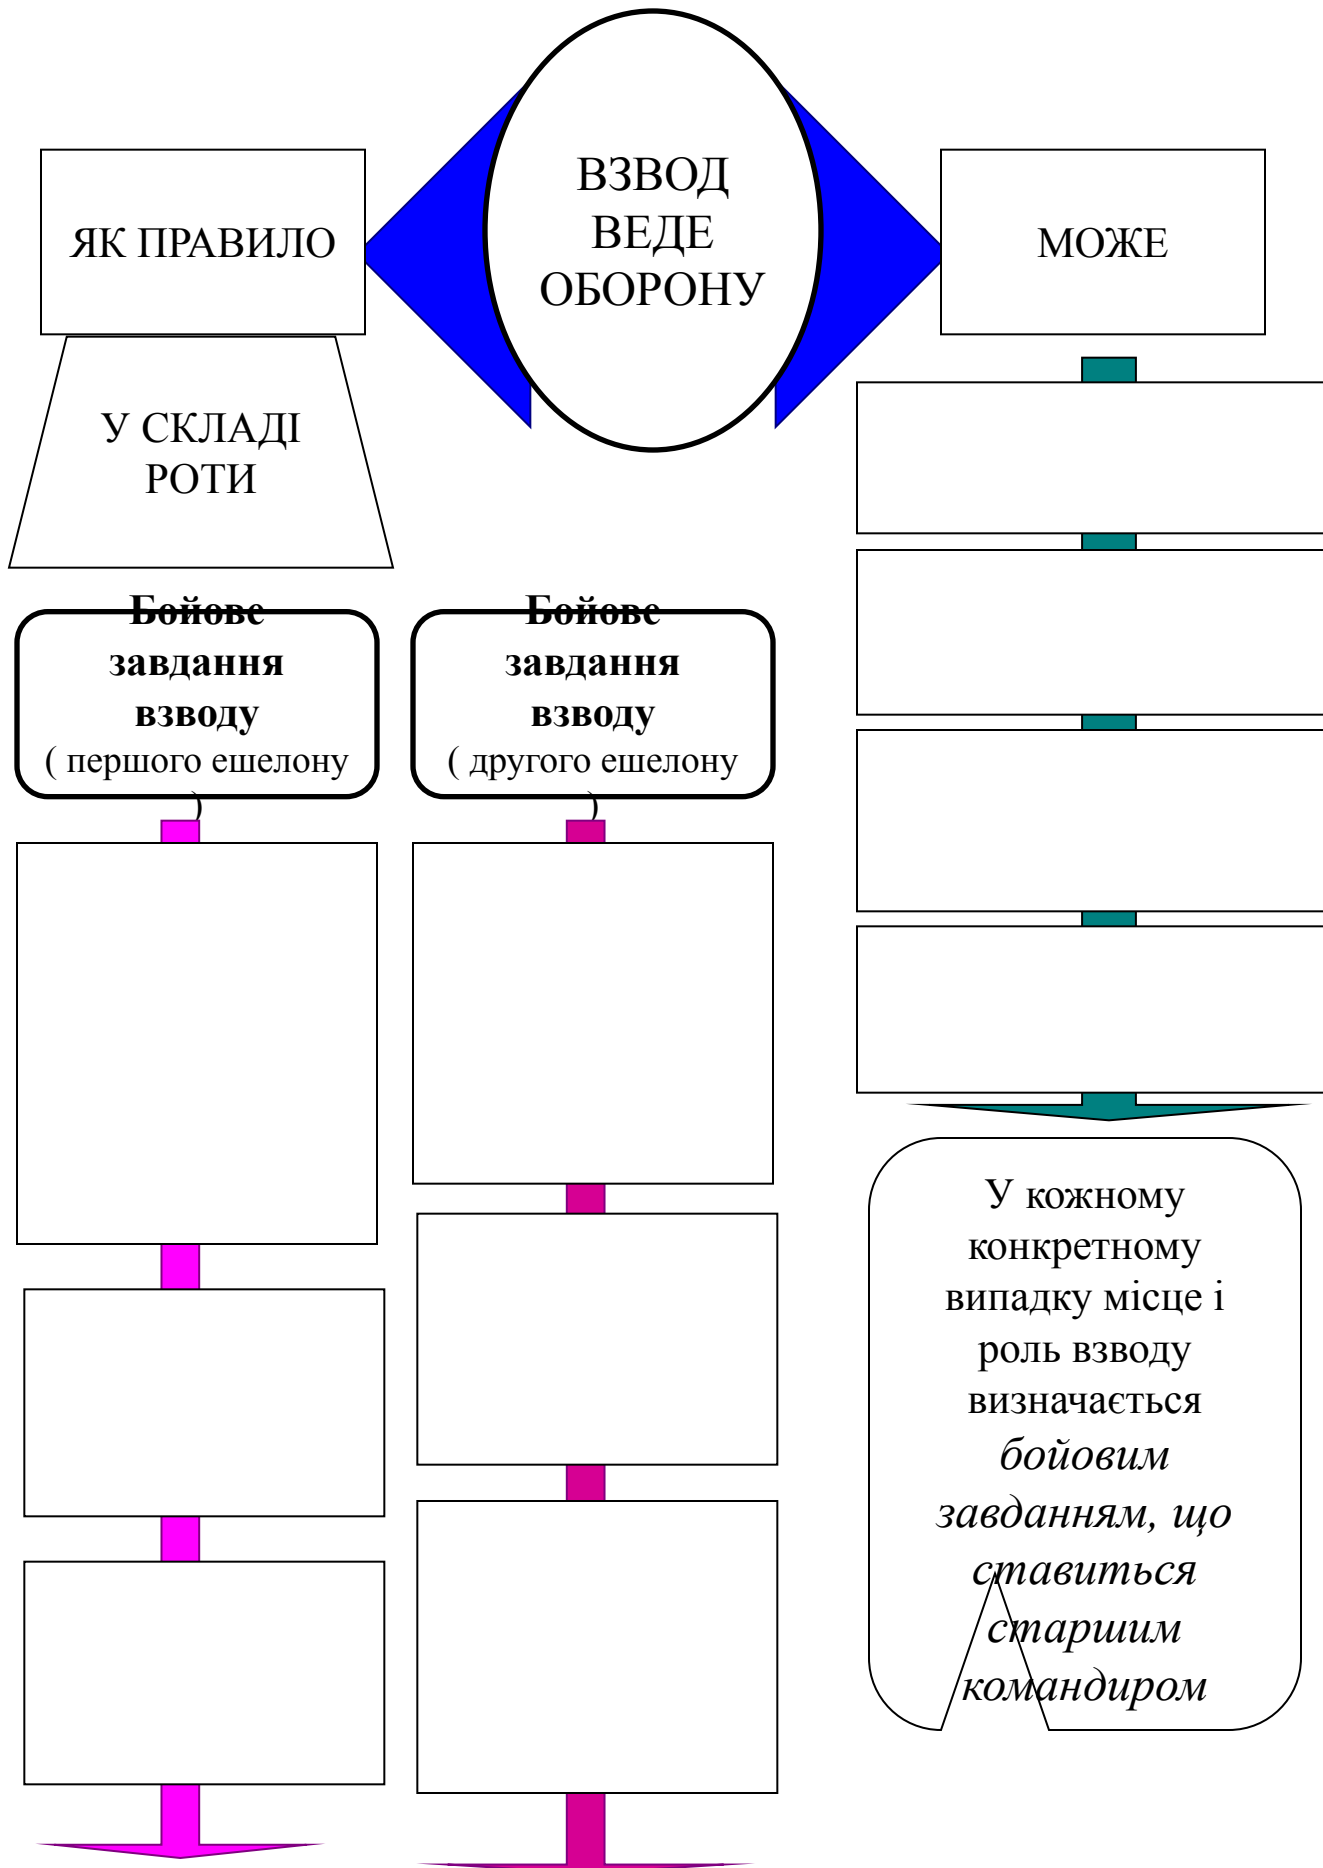 ВЗВОД
ВЕДЕ
ОБОРОНУ
ЯК ПРАВИЛО
МОЖЕ
У СКЛАДІ
РОТИ
Бойове
завдання
взводу
( першого ешелону
)
Бойове
завдання
взводу
( другого ешелону
)
У кожному
конкретному
випадку місце і
роль взводу
визначається
бойовим
завданням, що
ставиться
старшим
командиром